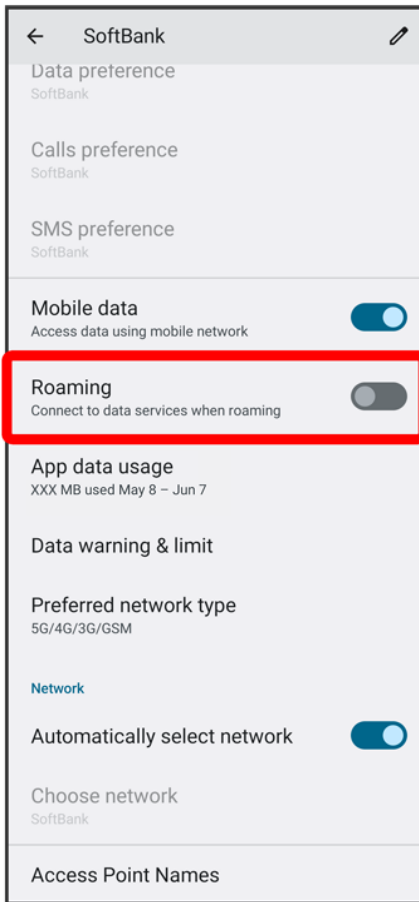 SoftBank
Data preference
SoftBank
Calls preference
SoftBank
SMS preference
SoftBank
Mobile data
Access data using mobile network
Roaming
Connect to data services when roaming
App data usage
XXX MB used May 8 – Jun 7
Data warning & limit
Preferred network type
5G/4G/3G/GSM
Network
Automatically select network
Choose network
SoftBank
Access Point Names